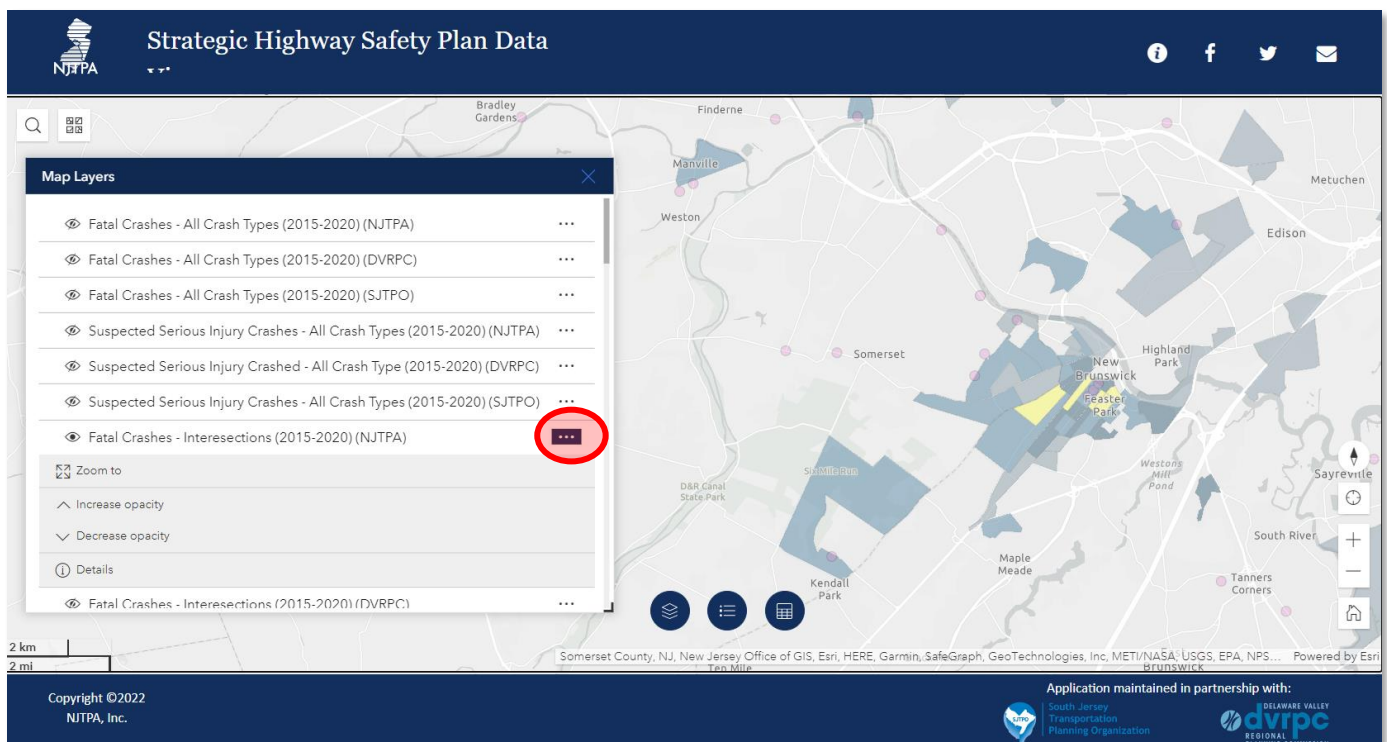 Strategic Highway Safety Plan Data
NJTPA
Bradley
Gardens
Finderne
Manville
Weston
Metuchen
Edison
Map Layers
Fatal Crashes - All Crash Types (2015-2020) (NJTPA)
Fatal Crashes - All Crash Types (2015-2020) (DVRPC)
Fatal Crashes - All Crash Types (2015-2020) (SJTPO)
Suspected Serious Injury Crashes - All Crash Types (2015-2020) (NJTPA)
Suspected Serious Injury Crashed - All Crash Type (2015-2020) (DVRPC)
Suspected Serious Injury Crashes - All Crash Types (2015-2020) (SJTPO)
Fatal Crashes - Interesections (2015-2020) (NJTPA)
Zoom to
Increase opacity
Decrease opacity
Details
Fatal Crashes - Interesections (2015-2020) (DVRPC)
Somerset
Highland
Park
New
Brunswick
Feaster
Park
Six Mile Run
D&R Canal
State Park
Westons
Mill
Pond
Sayreville
South River
Maple
Meade
Tanners
Corners
Kendall
Park
2 km
2 mi
Somerset County, NJ, New Jersey Office of GIS, Esri, HERE, Garmin, SafeGraph, GeoTechnologies, Inc, METI/NASA, USGS, EPA, NPS... Powered by Esri
Ten Mile
Brunswick
Copyright ©2022
NJTPA, Inc.
Application maintained in partnership with:
SJTPO
South Jersey
Transportation
Planning Organization
DELAWARE VALLEY
dvrpc
REGIONAL